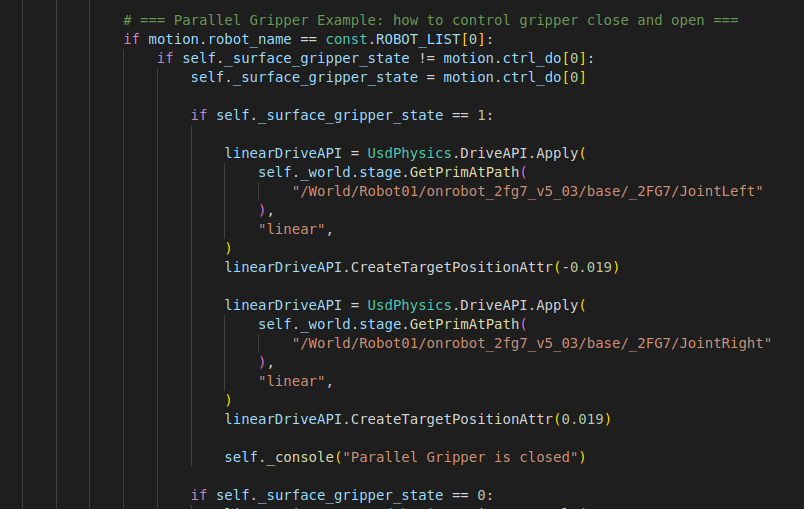 # === Parallel Gripper Example: how to control gripper close and open ===
if motion.robot_name == const.ROBOT_LIST[0]:
if self._surface_gripper_state != motion.ctrl_do[0]:
self._surface_gripper_state = motion.ctrl_do[0]
if self._surface_gripper_state == 1:
linearDriveAPI = UsdPhysics.DriveAPI.Apply(
self._world.stage.GetPrimAtPath(
"/World/Robot01/onrobot_2fg7_v5_03/base/_2FG7/JointLeft"
),
"linear",
)
linearDriveAPI.CreateTargetPositionAttr(-0.019)
linearDriveAPI = UsdPhysics.DriveAPI.Apply(
self._world.stage.GetPrimAtPath(
"/World/Robot01/onrobot_2fg7_v5_03/base/_2FG7/JointRight"
),
"linear",
)
linearDriveAPI.CreateTargetPositionAttr(0.019)
self._console("Parallel Gripper is closed")
if self._surface_gripper_state == 0: